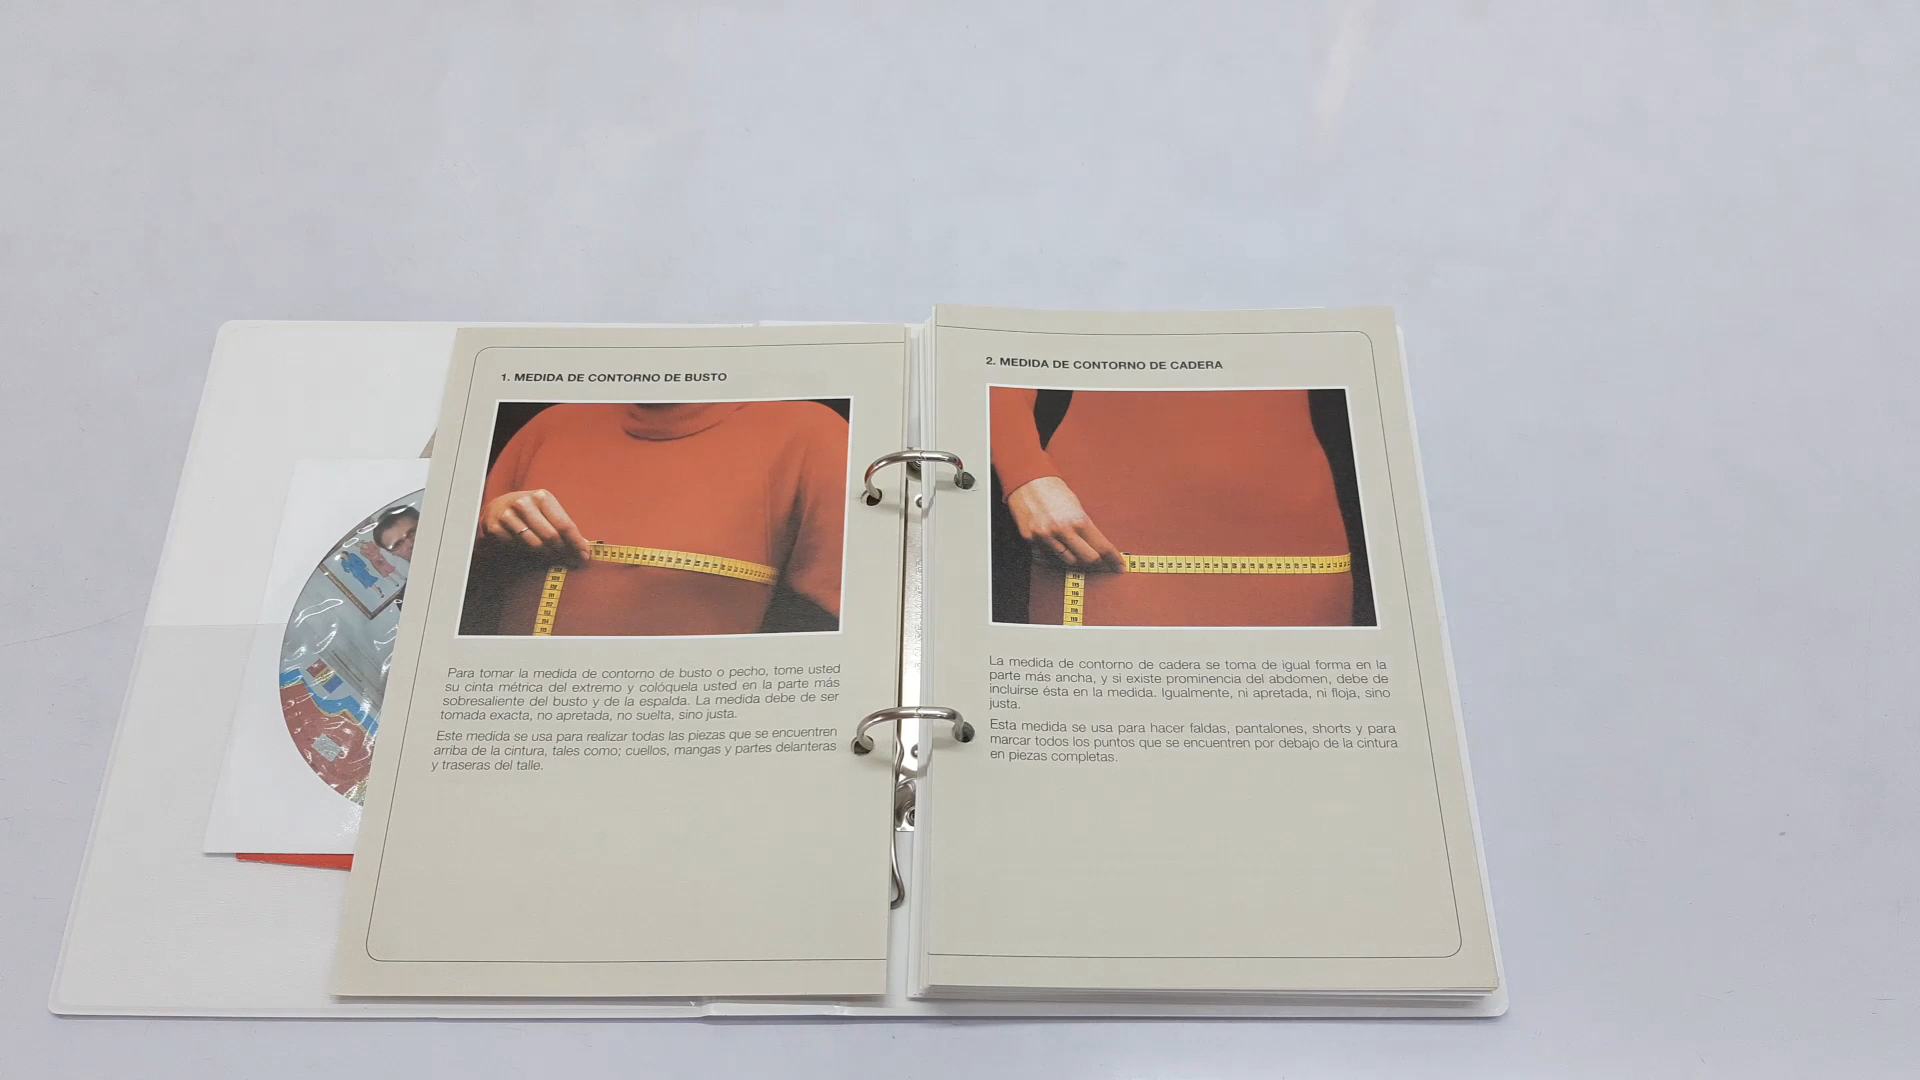 1. MEDIDA DE CONTORNO DE BUSTO
Para tomar la medida de contorno de busto o pecho, tome usted
su cinta métrica del extremo y colóquela usted en la parte más
sobresaliente del busto y de la espalda. La medida debe de ser
tomada exacta, no apretada, no suelta, sino justa.
Este medida se usa para realizar todas las piezas que se encuentren
arriba de la cintura, tales como; cuellos, mangas y partes delanteras
y traseras del talle.
2. MEDIDA DE CONTORNO DE CADERA
La medida de contorno de cadera se toma de igual forma en la
parte más ancha, y si existe prominencia del abdomen, debe de
incluirse ésta en la medida. Igualmente, ni apretada, ni floja, sino
justa.
Esta medida se usa para hacer faldas, pantalones, shorts y para
marcar todos los puntos que se encuentren por debajo de la cintura
en piezas completas.